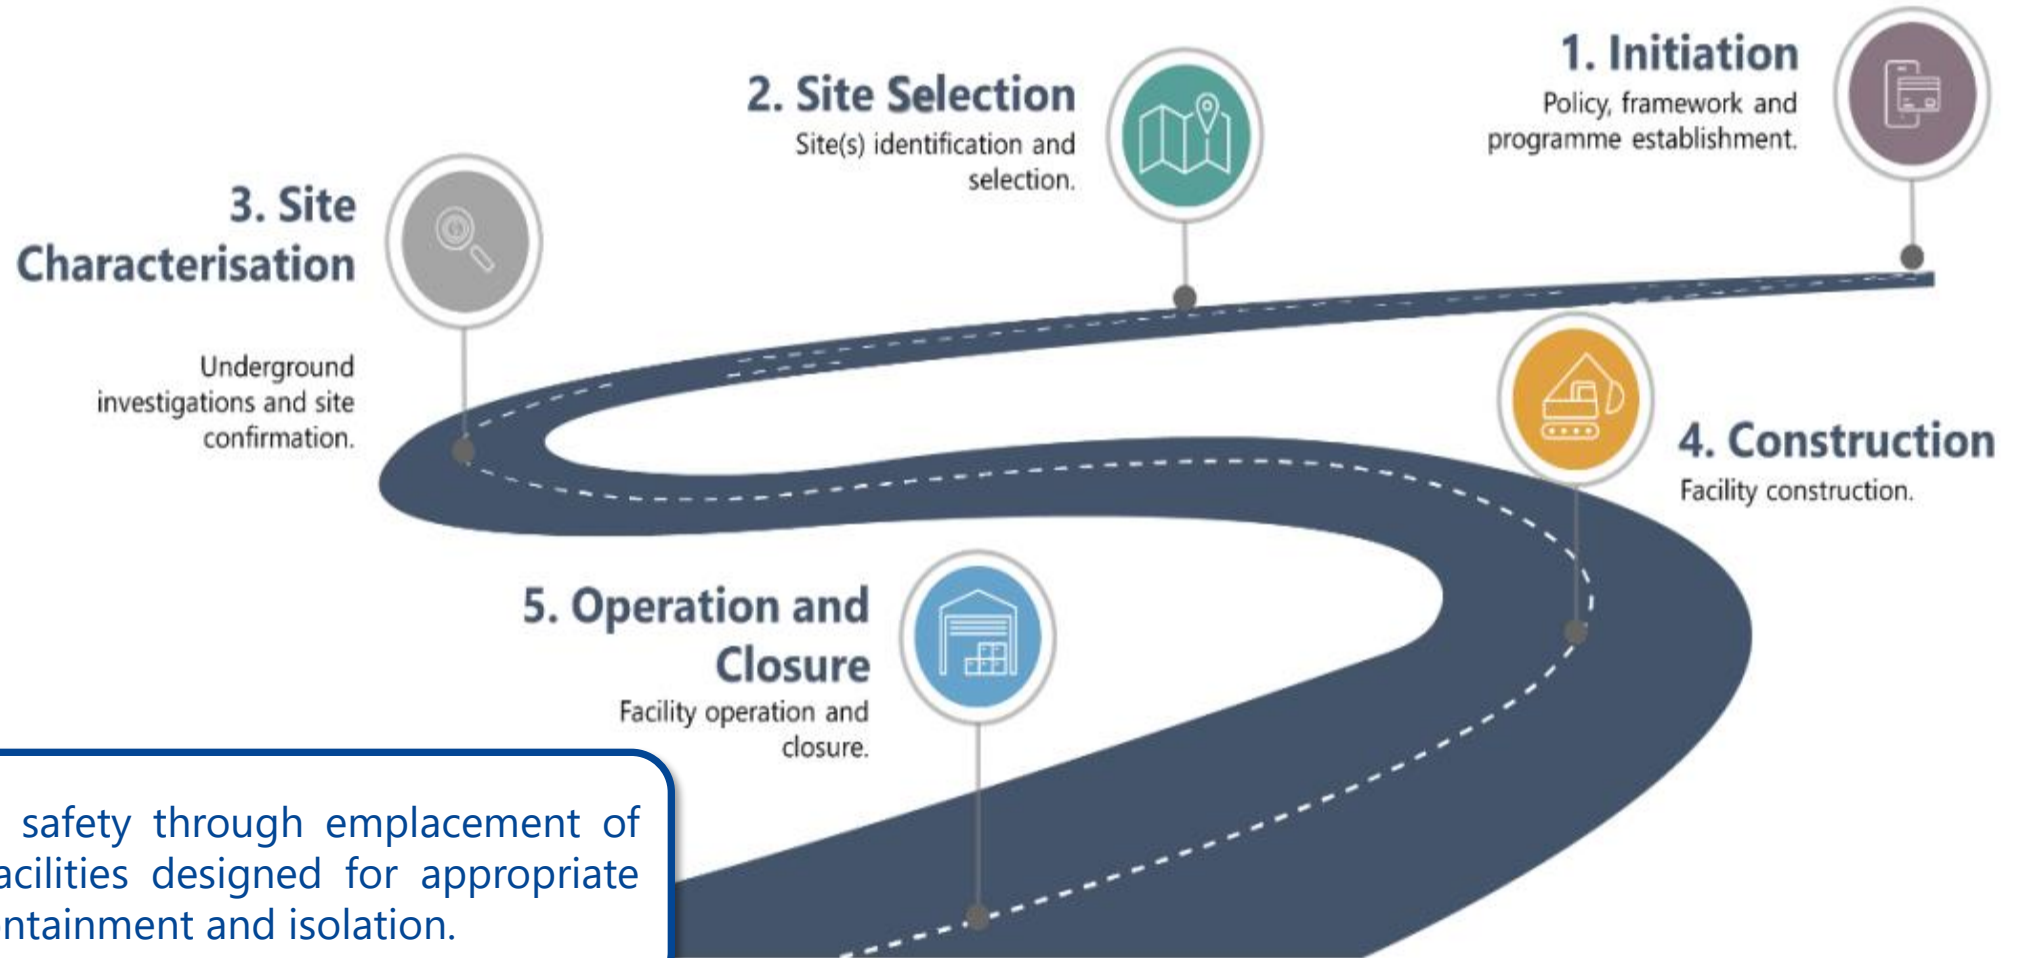 1. Initiation
Policy, framework and
programme establishment.
2. Site Selection
Site(s) identification and
selection.
3. Site
Characterisation
Underground
investigations and site
confirmation.
4. Construction
Facility construction.
5. Operation and
Closure
Facility operation and
closure.
safety through emplacement of
designed for appropriate
and isolation.